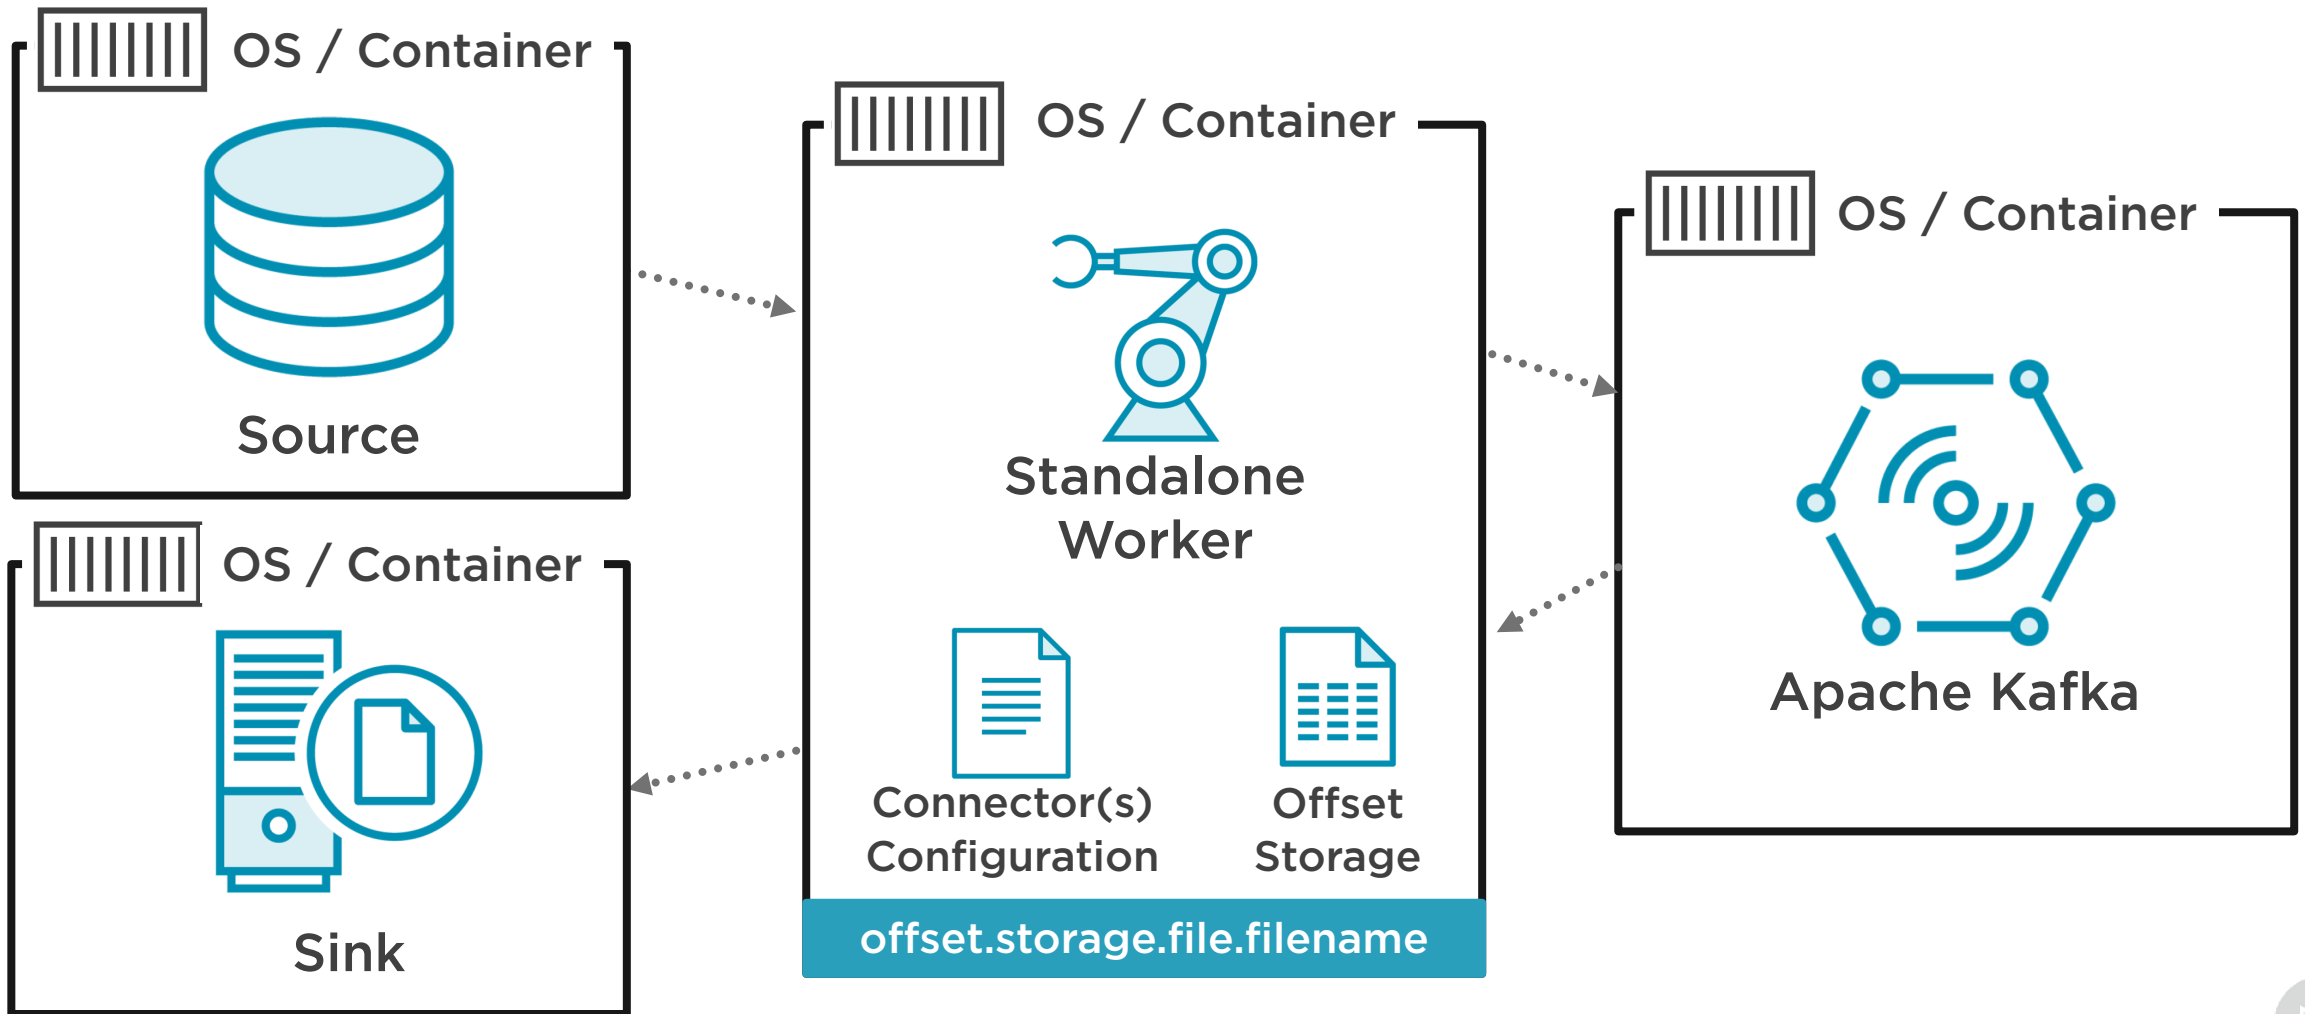 OS / Container
Source
OS / Container
Sink
OS / Container
Standalone
Worker
Connector(s)
Configuration
Offset
Storage
offset.storage.file.filename
OS / Container
Apache Kafka